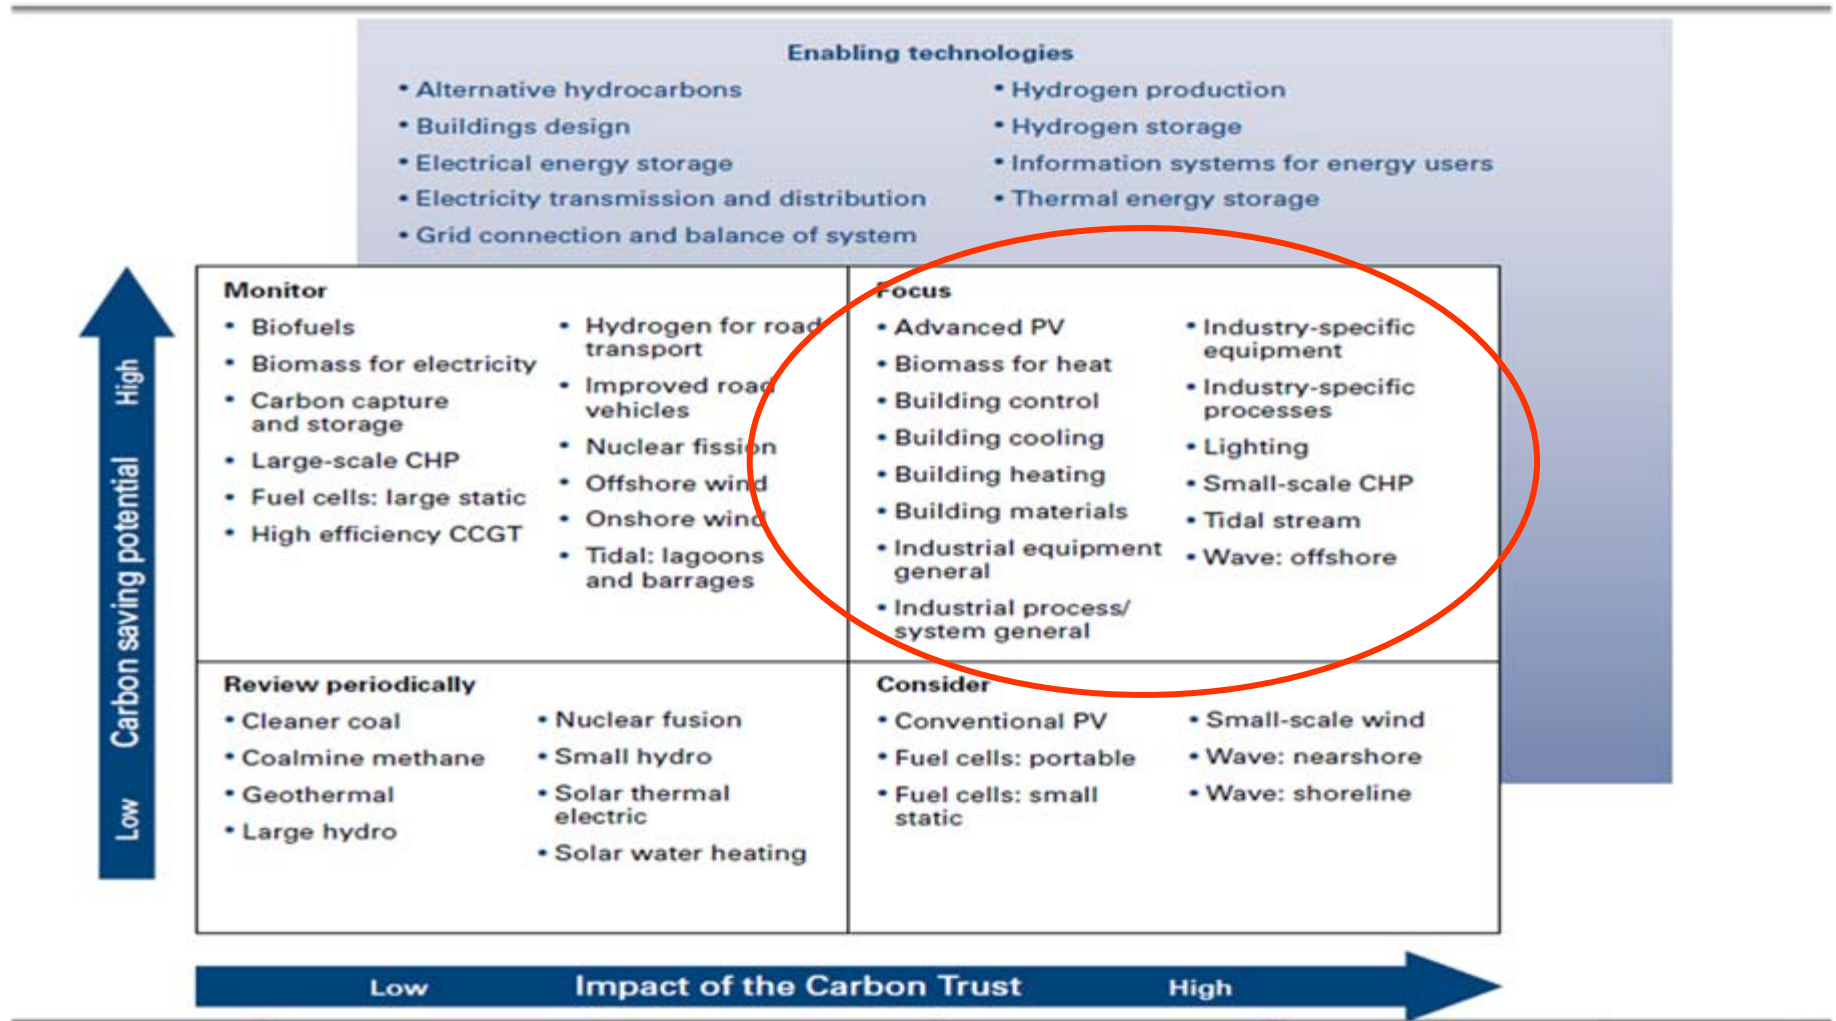 Enabling technologies
• Alternative hydrocarbons
• Buildings design
• Electrical energy storage
• Electricity transmission and distribution
• Grid connection and balance of system
• Hydrogen production
• Hydrogen storage
• Information systems for energy users
• Thermal energy storage
Monitor
• Biofuels
• Biomass for electricity
• Carbon capture
and storage
• Large-scale CHP
• Fuel cells: large static
• High efficiency CCGT
• Hydrogen for road
transport
• Improved road
vehicles
• Nuclear fission
• Offshore wind
• Onshore wind
• Tidal: lagoons
and barrages
Focus
• Advanced PV
• Biomass for heat
• Building control
• Building cooling
• Building heating
• Building materials
• Industrial equipment
general
• Industrial process/
system general
• Industry-specific
equipment
• Industry-specific
processes
• Lighting
• Small-scale CHP
• Tidal stream
• Wave: offshore
Review periodically
• Cleaner coal
• Coalmine methane
• Geothermal
• Large hydro
• Nuclear fusion
• Small hydro
• Solar thermal
electric
• Solar water heating
Consider
• Conventional PV
• Fuel cells: portable
• Fuel cells: small
static
• Small-scale wind
• Wave: nearshore
• Wave: shoreline
Low Carbon saving potential High
Low Impact of the Carbon Trust High